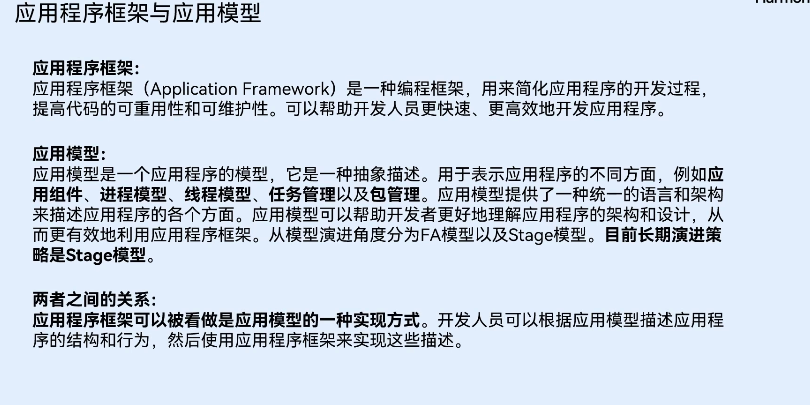 应用程序框架与应用模型
应用程序框架：
应用程序框架（Application Framework）是一种编程框架，用来简化应用程序的开发过程，
提高代码的可重用性和可维护性。可以帮助开发人员更快速、更高效地开发应用程序。
应用模型：
应用模型是一个应用程序的模型，它是一种抽象描述。用于表示应用程序的不同方面，例如应
用组件、进程模型、线程模型、任务管理以及包管理。应用模型提供了一种统一的语言和架构
来描述应用程序的各个方面。应用模型可以帮助开发者更好地理解应用程序的架构和设计，从
而更有效地利用应用程序框架。从模型演进角度分为FA模型以及Stage模型。目前长期演进策
略是Stage模型。
两者之间的关系：
应用程序框架可以被看做是应用模型的一种实现方式。开发人员可以根据应用模型描述应用程
序的结构和行为，然后使用应用程序框架来实现这些描述。